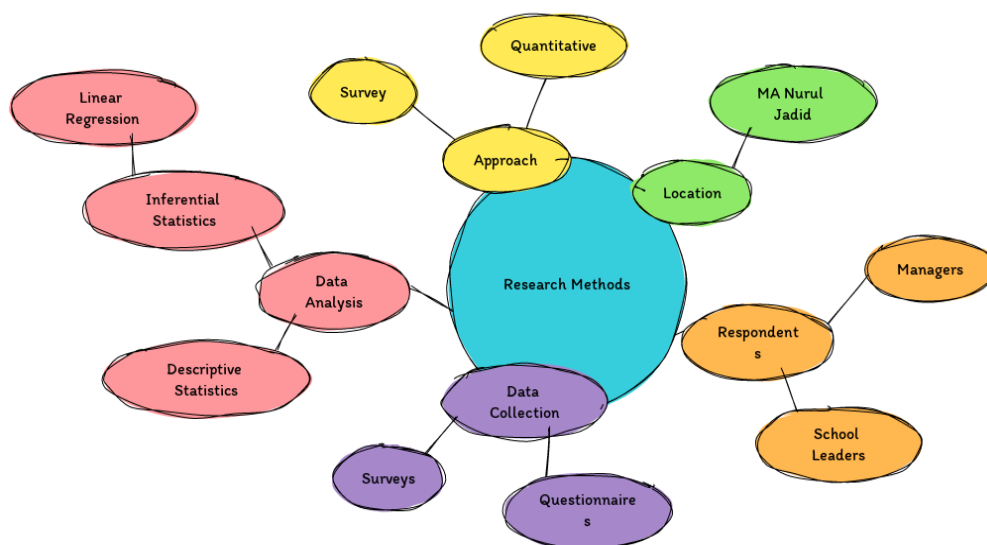 Quantitative
Survey
Approach
Linear
Regression
Inferential
Statistics
Data
Analysis
Descriptive
Statistics
MA Nurul
Jadid
Location
Research Methods
Managers
Respondent
s
School
Leaders
Data
Collection
Surveys
Questionnaire
s